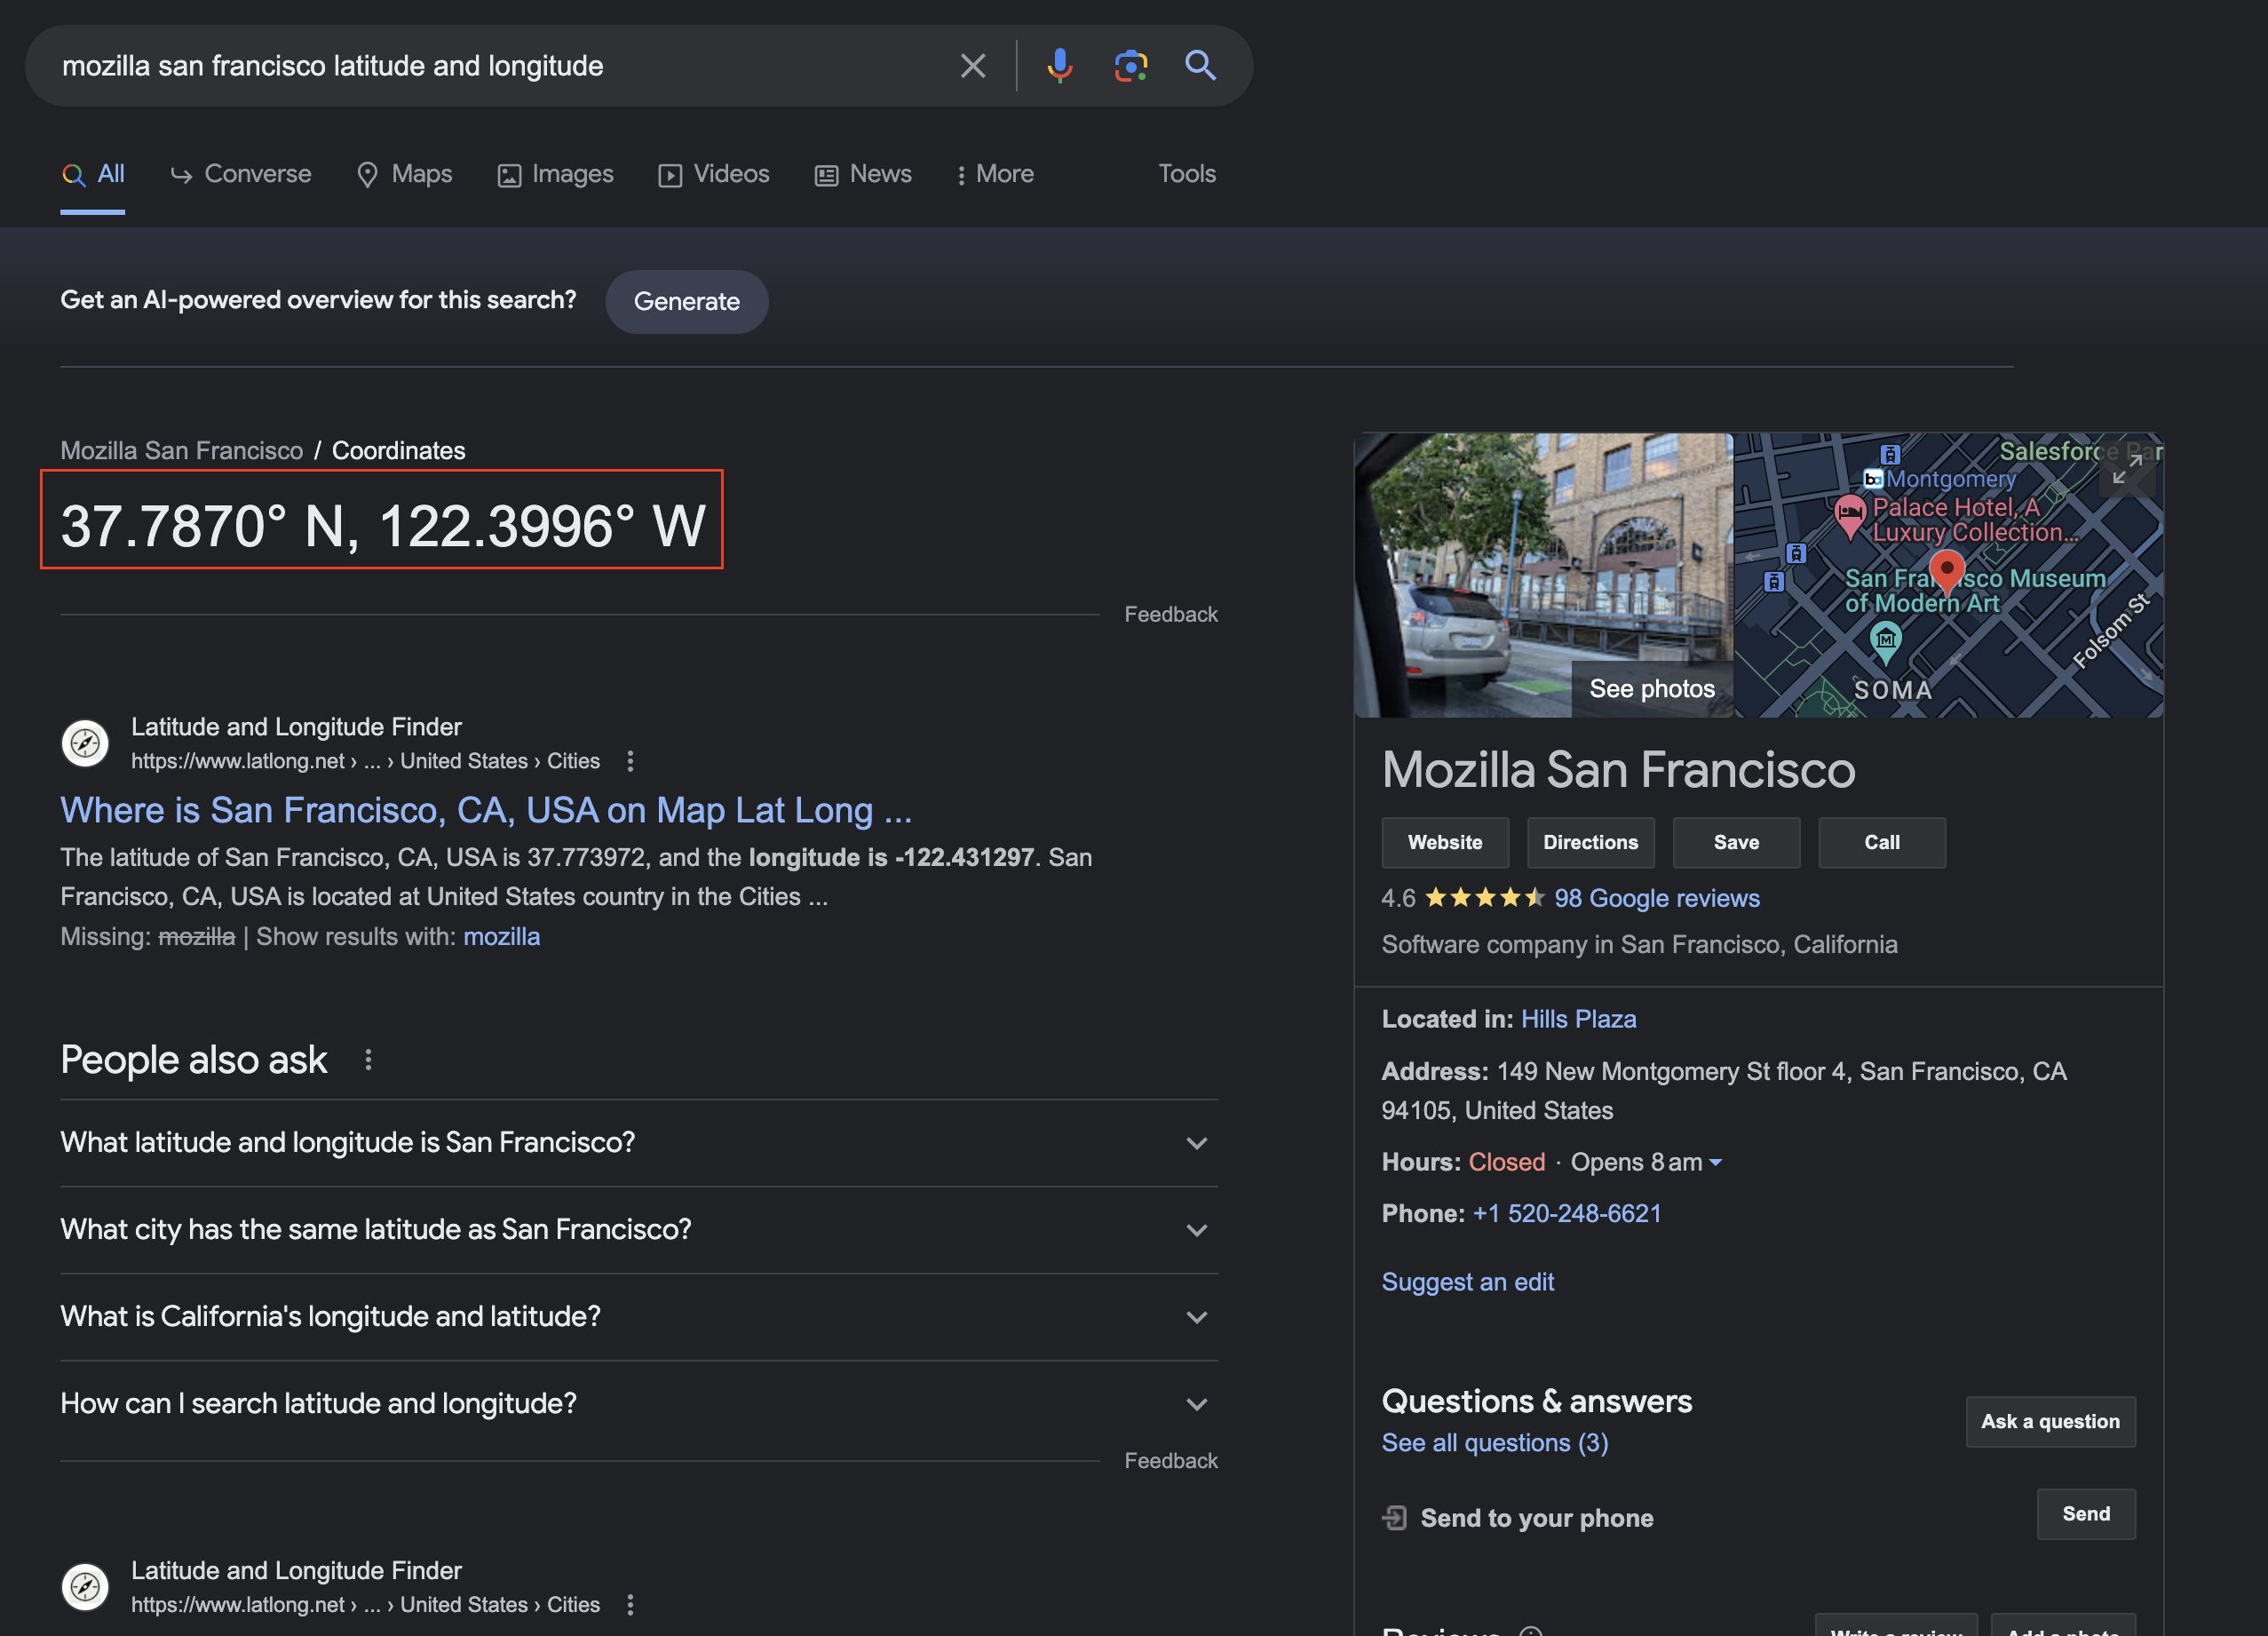 mozilla san francisco latitude and longitude
All Converse Maps Images Videos News More Tools
Get an AI-powered overview for this search? Generate
Mozilla San Francisco / Coordinates
37.7870° N, 122.3996° W
Feedback
Latitude and Longitude Finder
https://www.latlong.net › ... › United States › Cities
Where is San Francisco, CA, USA on Map Lat Long ...
The latitude of San Francisco, CA, USA is 37.773972, and the longitude is -122.431297. San
Francisco, CA, USA is located at United States country in the Cities ...
Missing: mozilla | Show results with: mozilla
People also ask
What latitude and longitude is San Francisco?
What city has the same latitude as San Francisco?
What is California's longitude and latitude?
How can I search latitude and longitude?
Feedback
Latitude and Longitude Finder
https://www.latlong.net › ... › United States › Cities
See photos
Salesforce Par
Montgomery
Palace Hotel, A
Luxury Collection...
San Francisco Museum
of Modern Art
Folsom St
SOMA
Mozilla San Francisco
Website Directions Save Call
4.6 98 Google reviews
Software company in San Francisco, California
Located in: Hills Plaza
Address: 149 New Montgomery St floor 4, San Francisco, CA
94105, United States
Hours: Closed · Opens 8 am
Phone: +1 520-248-6621
Suggest an edit
Questions & answers
Ask a question
See all questions (3)
Send to your phone
Send
Reviews
Write a review Add a photo